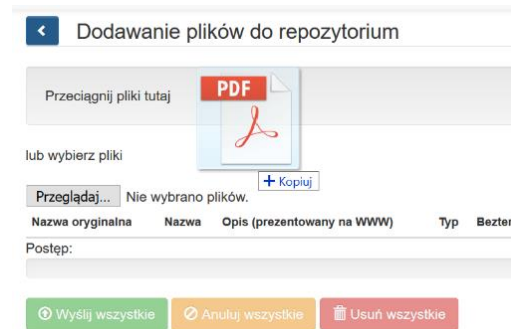 Dodawanie plików do repozytorium
Przeciągnij pliki tutaj
PDF
lub wybierz pliki
+ Kopiuj
Przeglądaj... Nie wybrano plików.
Nazwa oryginalna Nazwa Opis (prezentowany na WWW) Typ Bezter
Postęp:
Wyślij wszystkie Anuluj wszystkie Usuń wszystkie